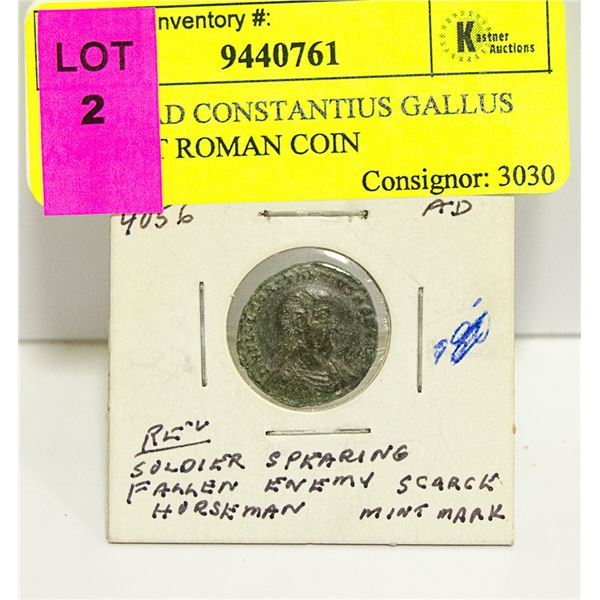 LOT
2
Inventory #:
9440761
Kastner
Auctions
AD CONSTANTIUS GALLUS
T ROMAN COIN
Consignor: 3030
4056 AD
REV
SOLDIER SPEARING
FALLEN ENEMY SCARCE
HORSEMAN MINT MARK